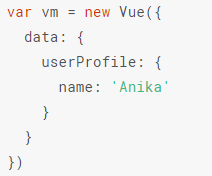 var vm = new Vue({
  data: {
    userProfile: {
      name: 'Anika'
    }
  }
})